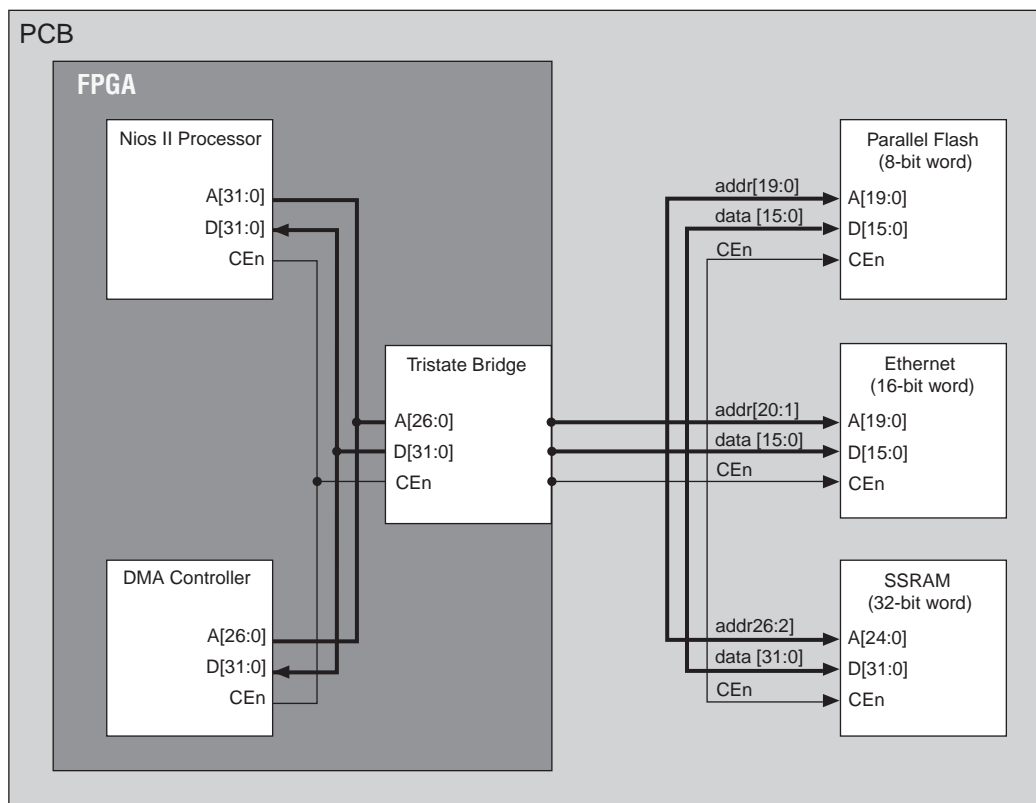 PCB
FPGA
Nios II Processor
A[31:0]
D[31:0]
CEn
Tristate Bridge
A[26:0]
D[31:0]
CEn
DMA Controller
A[26:0]
D[31:0]
CEn
addr[19:0]
data [15:0]
CEn
Parallel Flash
(8-bit word)
A[19:0]
D[15:0]
CEn
addr[20:1]
data [15:0]
CEn
Ethernet
(16-bit word)
A[19:0]
D[15:0]
CEn
addr26:2]
data [31:0]
CEn
SSRAM
(32-bit word)
A[24:0]
D[31:0]
CEn